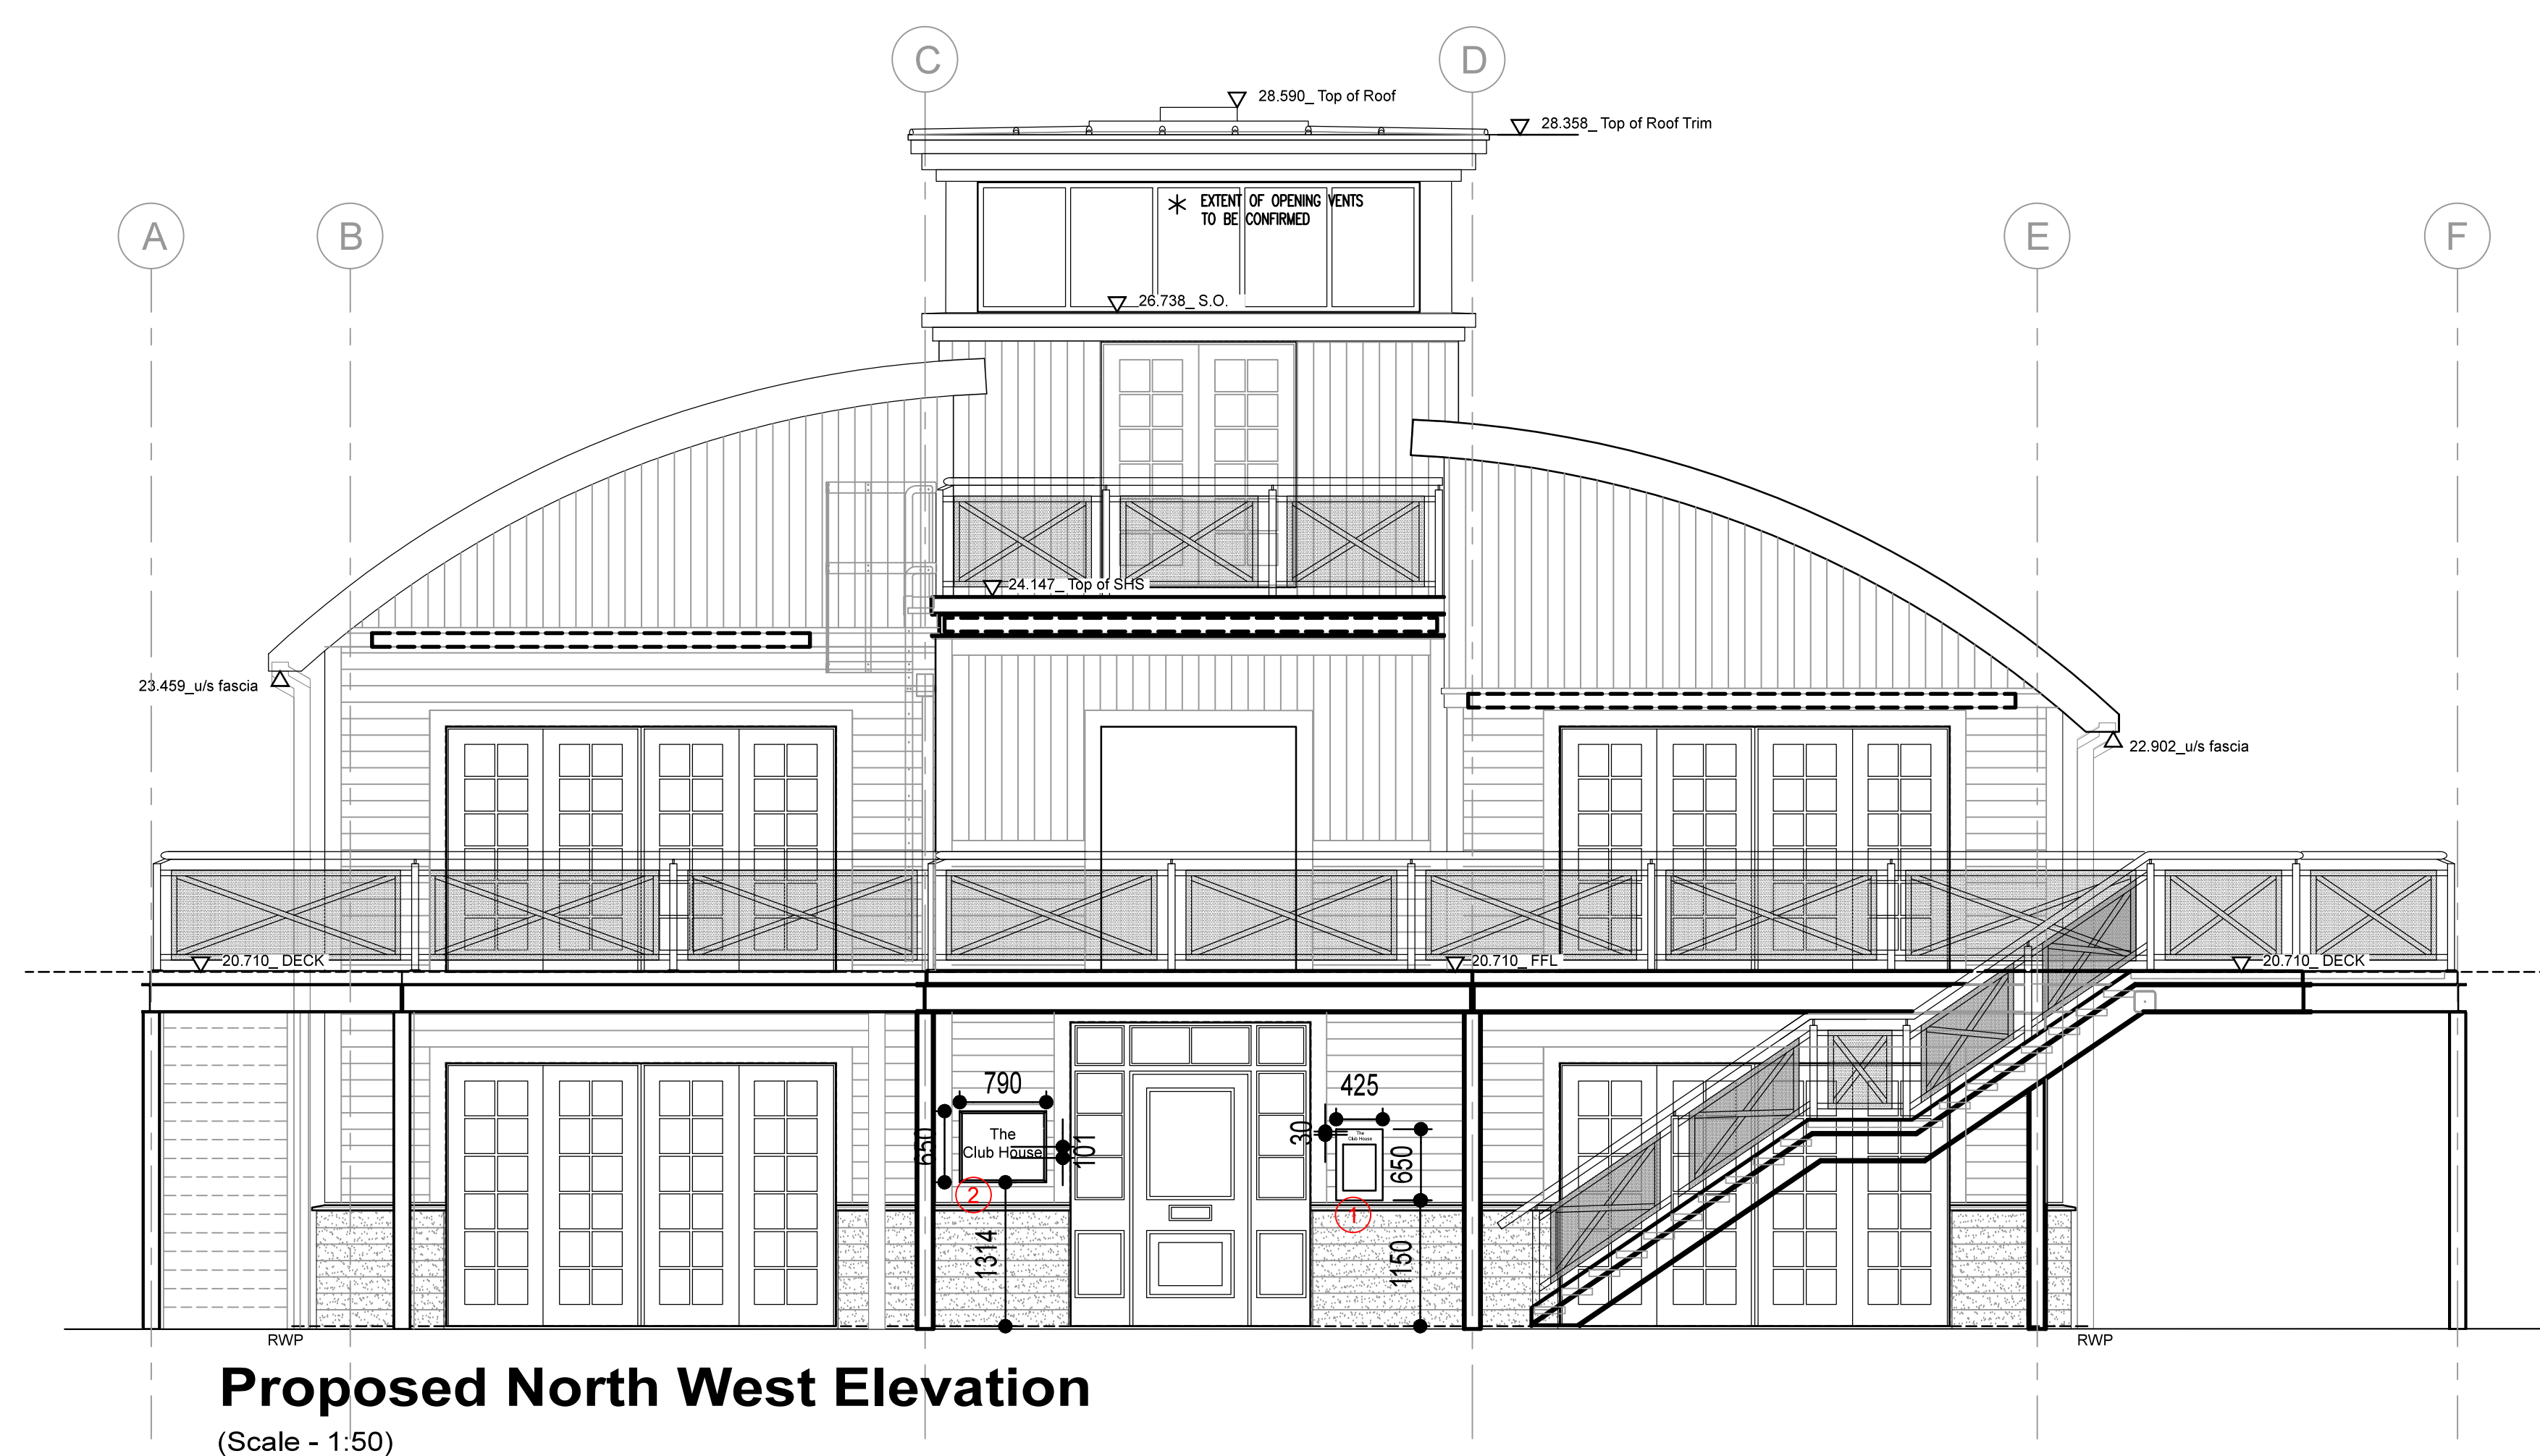 C
D
28.590_ Top of Roof
28.358_ Top of Roof Trim
EXTENT OF OPENING VENTS
TO BE CONFIRMED
A
B
E
F
26.738_ S.O.
24.147_ Top of SHS
23.459_u/s fascia
22.902_u/s fascia
20.710_ DECK
20.710_ FFL
20.710_ DECK
790
650
The
Club House
101
2
1314
425
30
The
Club House
650
1
1150
RWP
RWP
Proposed North West Elevation
(Scale - 1:50)